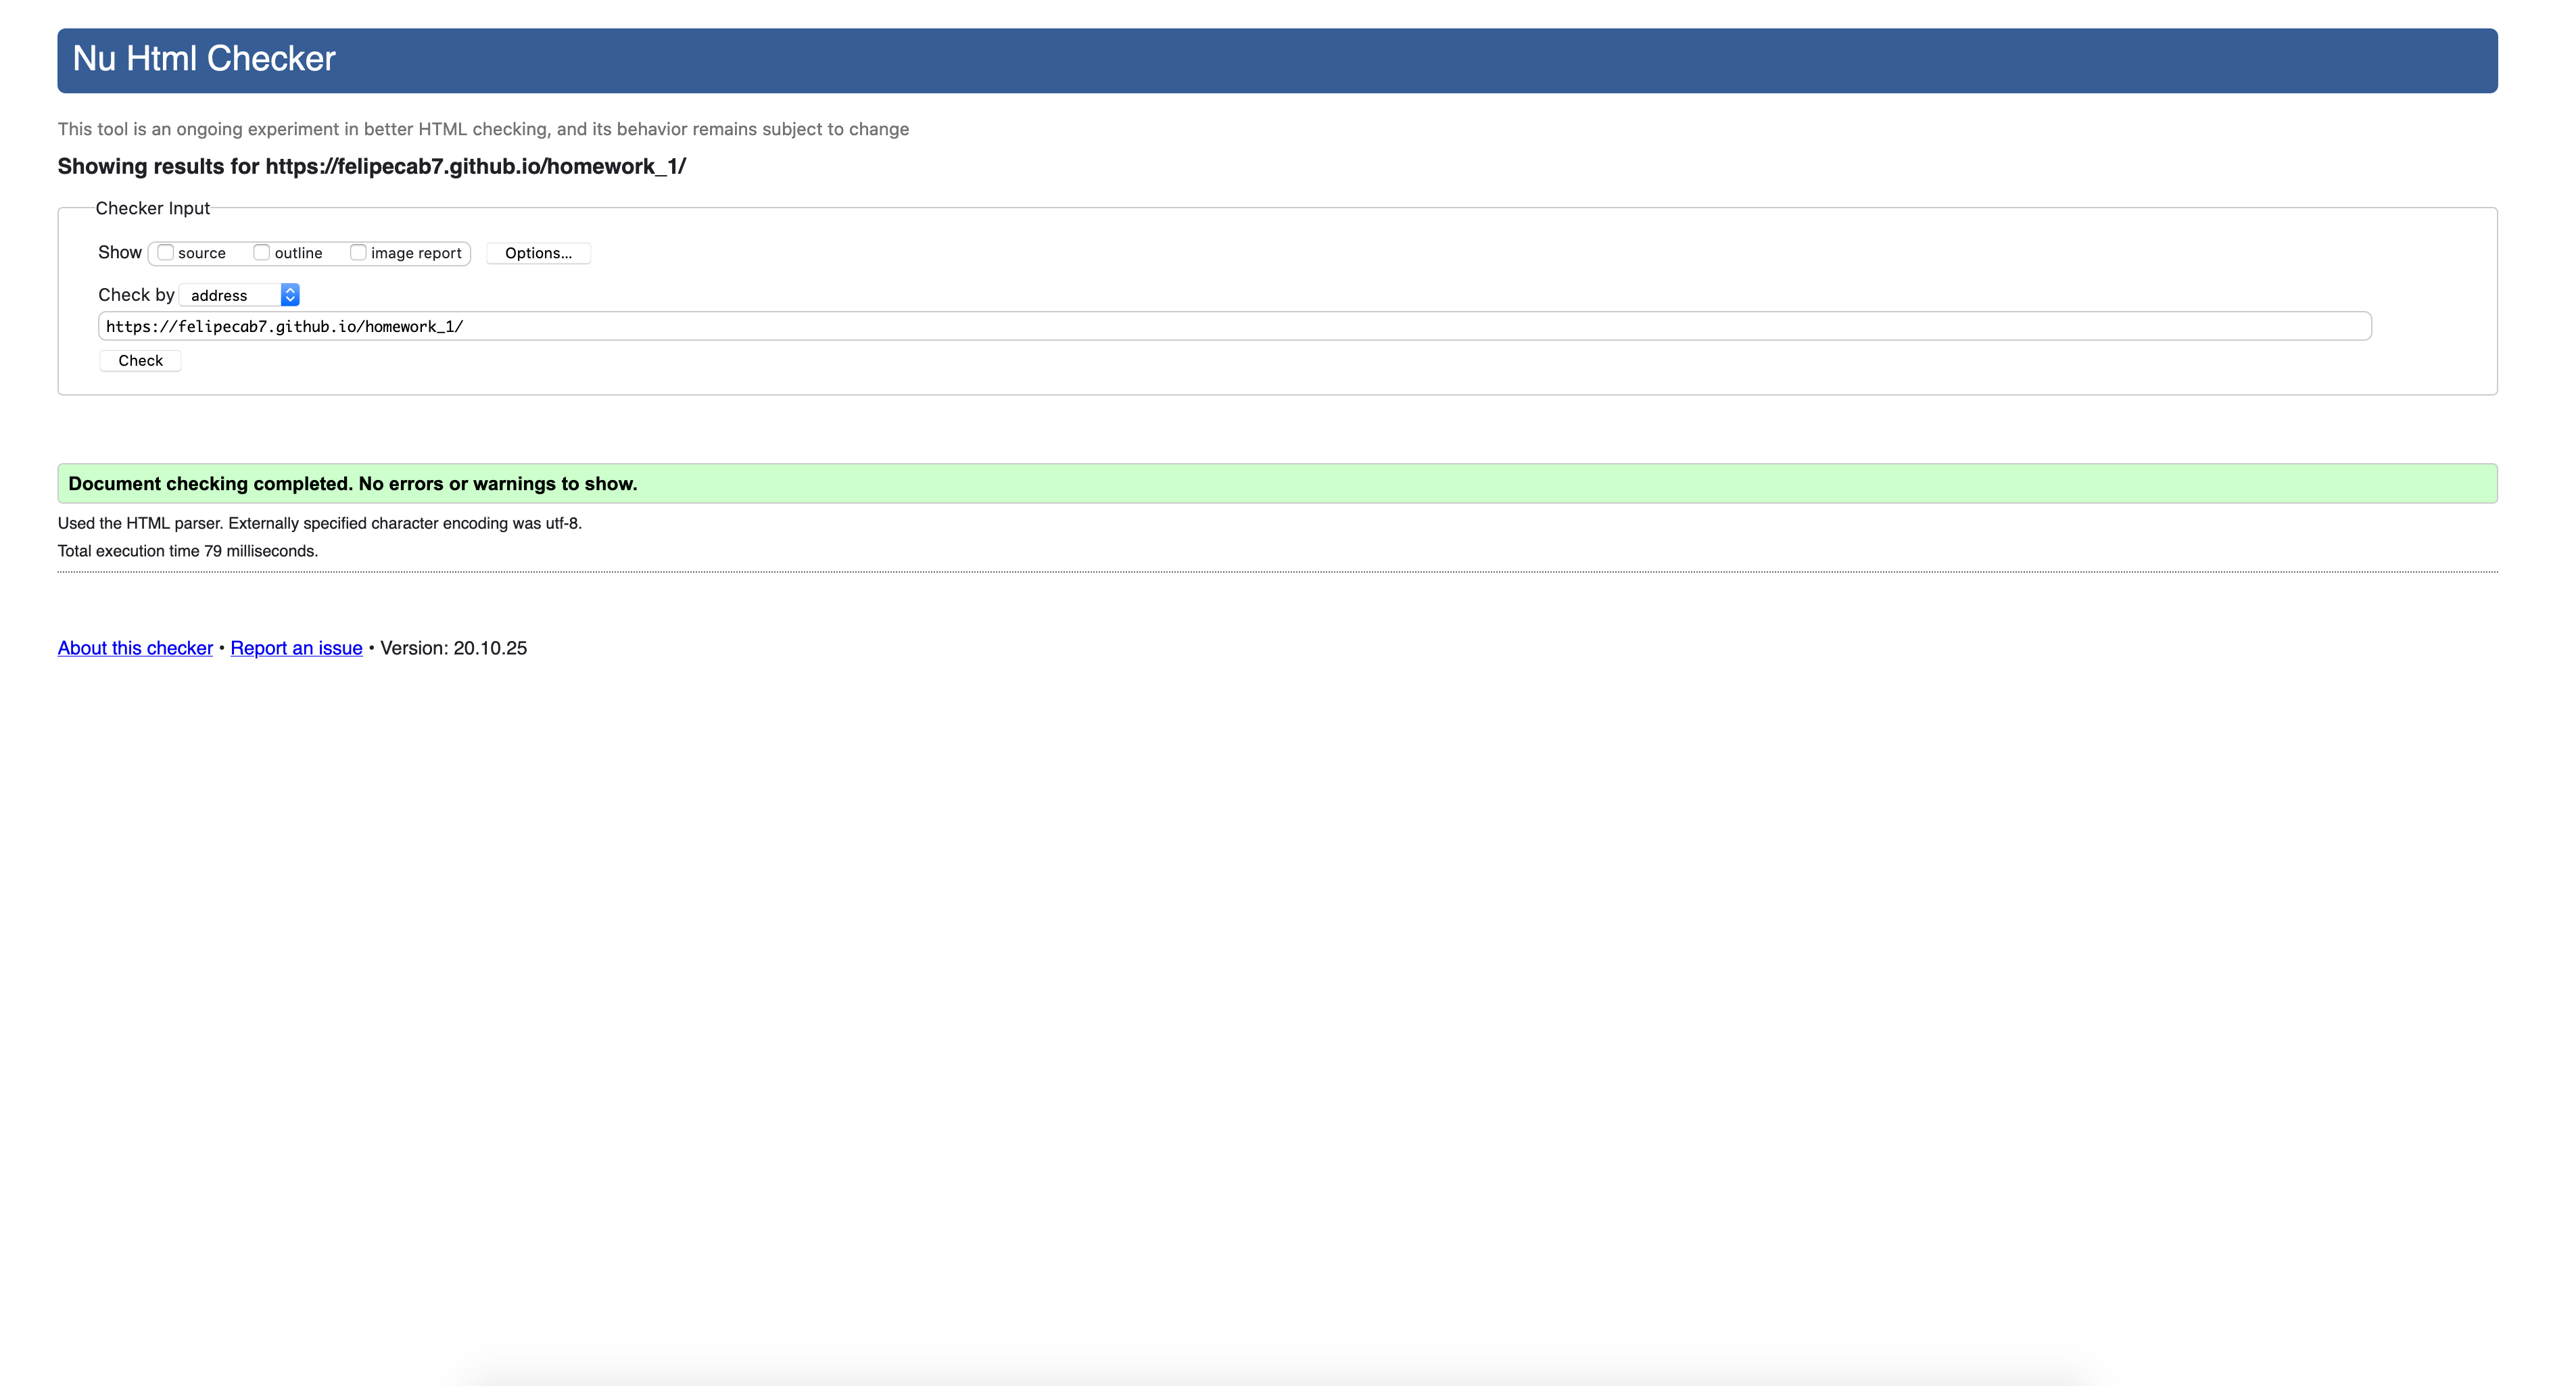 Nu Html Checker
This tool is an ongoing experiment in better HTML checking, and its behavior remains subject to change
Showing results for https://felipecab7.github.io/homework_1/
Checker Input
Show source outline image report Options...
Check by address
https://felipecab7.github.io/homework_1/
Check
Document checking completed. No errors or warnings to show.
Used the HTML parser. Externally specified character encoding was utf-8.
Total execution time 79 milliseconds.
About this checker • Report an issue • Version: 20.10.25